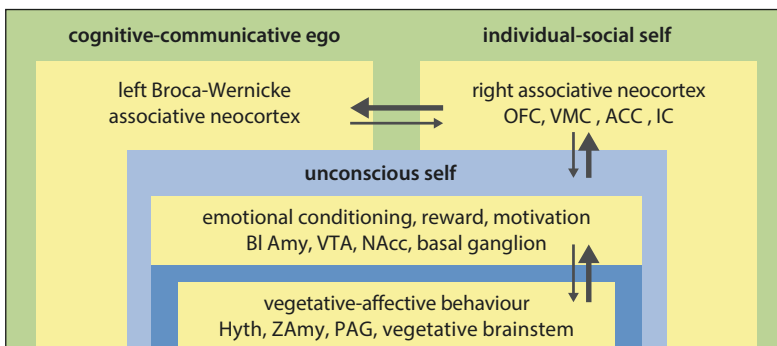 cognitive-communicative ego
individual-social self
left Broca-Wernicke
associative neocortex
right associative neocortex
OFC, VMC , ACC , IC
unconscious self
emotional conditioning, reward, motivation
Bl Amy, VTA, NAcc, basal ganglion
vegetative-affective behaviour
Hyth, ZAmy, PAG, vegetative brainstem